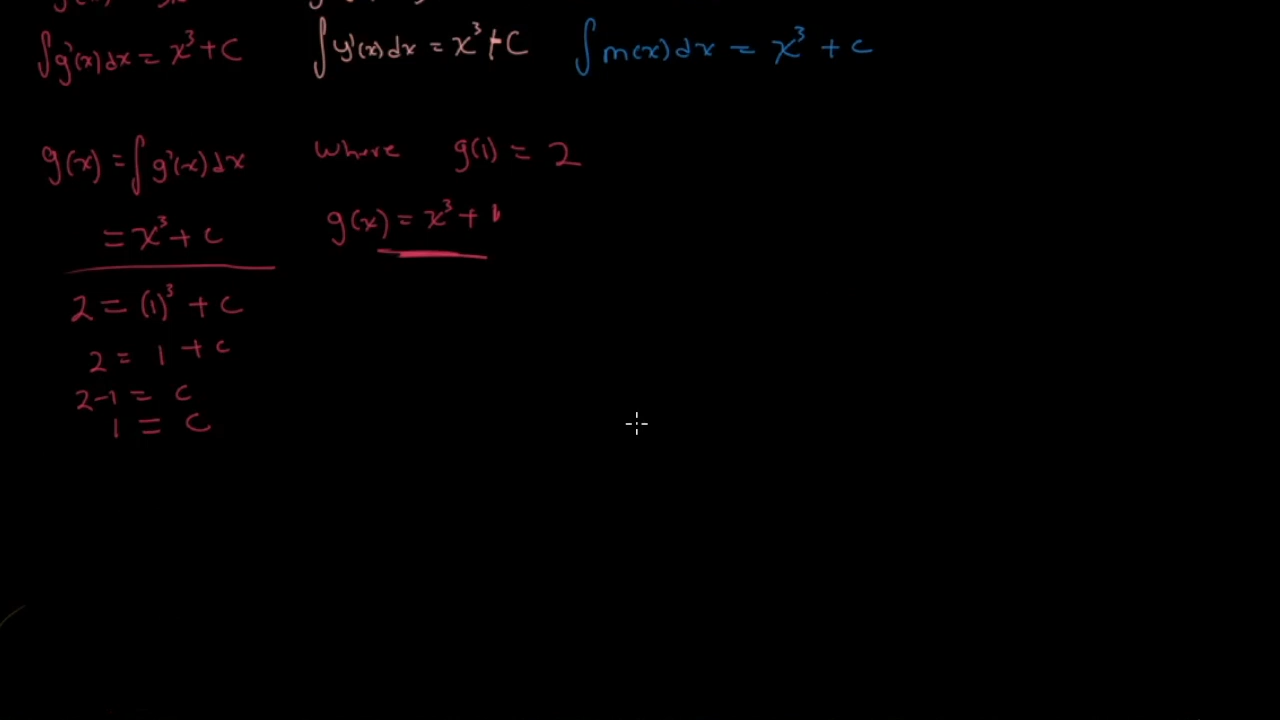 ∫g'(x)dx = x³ + C
∫y'(x)dx = x³ + C
∫m(x)dx = x³ + c
g(x) = ∫g'(x)dx where g(1) = 2
= x³ + c
g(x) = x³ + 1
2 = (1)³ + c
2 = 1 + c
2-1 = c
1 = c